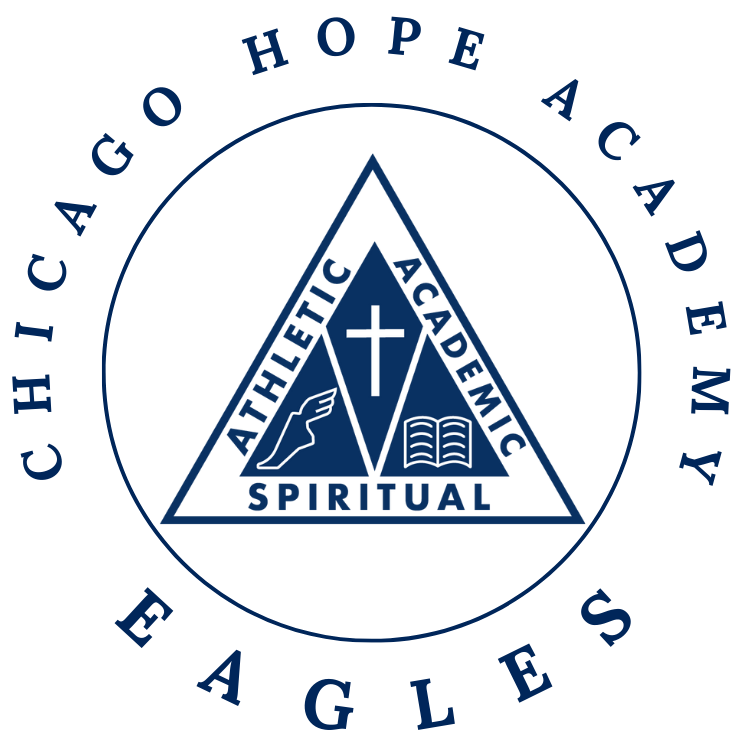 CHICAGO HOPE ACADEMY
ATHLETIC
ACADEMIC
SPIRITUAL
EAGLES